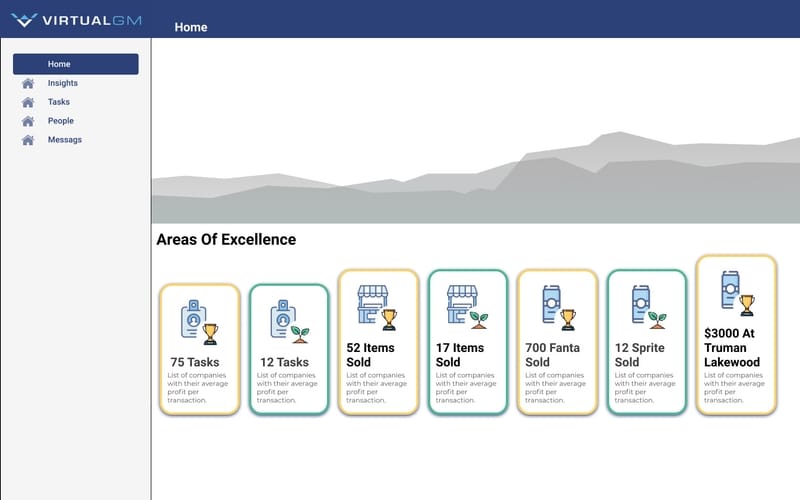 VIRTUALGM
Home
Home
Insights
Tasks
People
Messags
Areas Of Excellence
75 Tasks
List of companies
with their average
profit per
transaction.
12 Tasks
List of companies
with their average
profit per
transaction.
52 Items
Sold
List of companies
with their average
profit per
transaction.
17 Items
Sold
List of companies
with their average
profit per
transaction.
700 Fanta
Sold
List of companies
with their average
profit per
transaction.
12 Sprite
Sold
List of companies
with their average
profit per
transaction.
$3000 At
Truman
Lakewood
List of companies
with their average
profit per
transaction.